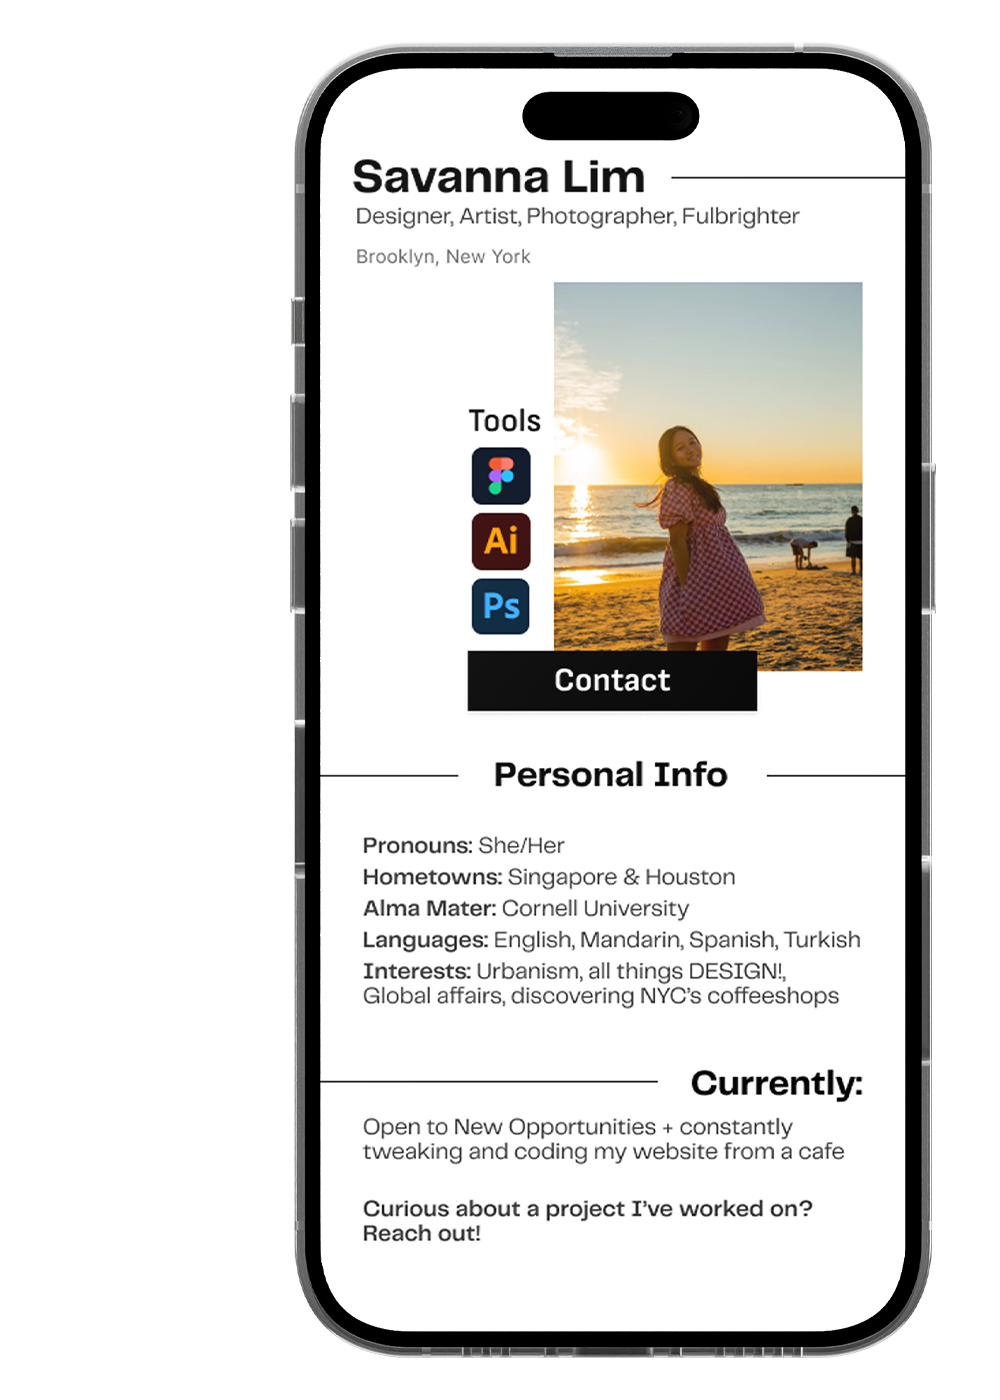 Savanna Lim
Designer, Artist, Photographer, Fulbrighter
Brooklyn, New York
Tools
Ai
Ps
Contact
Personal Info
Pronouns: She/Her
Hometowns: Singapore & Houston
Alma Mater: Cornell University
Languages: English, Mandarin, Spanish, Turkish
Interests: Urbanism, all things DESIGN!,
Global affairs, discovering NYC's coffeeshops
Currently:
Open to New Opportunities + constantly
tweaking and coding my website from a cafe
Curious about a project I've worked on?
Reach out!